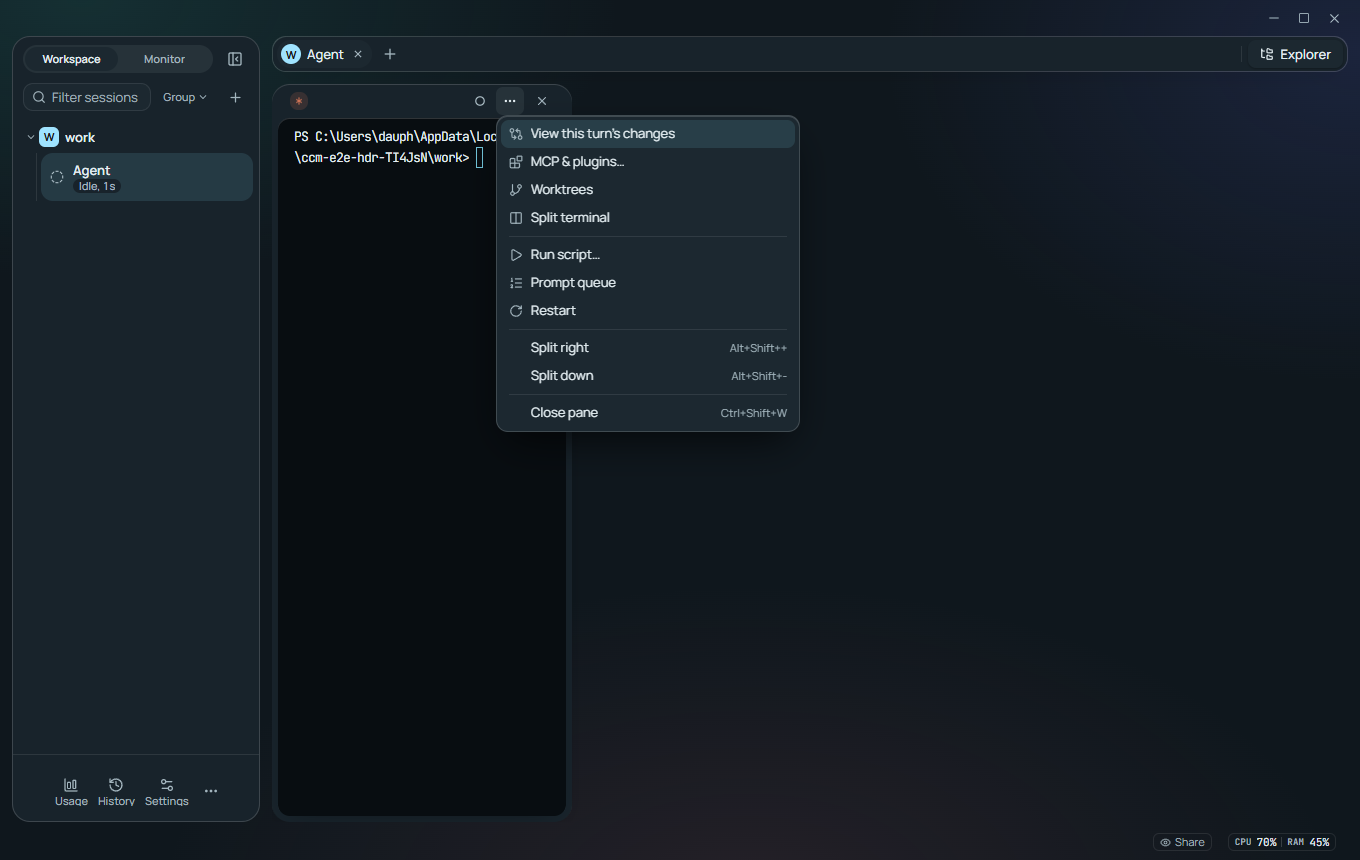 Workspace
Monitor
Filter sessions
Group
W work
Agent
Idle, 1s
Usage
History
Settings
W Agent
Explorer
PS C:\Users\dauph\AppData\Loc
\ccm-e2e-hdr-TI4JsN\work>
View this turn's changes
MCP & plugins...
Worktrees
Split terminal
Run script...
Prompt queue
Restart
Split right Alt+Shift++
Split down Alt+Shift+-
Close pane Ctrl+Shift+W
Share
CPU 70% RAM 45%